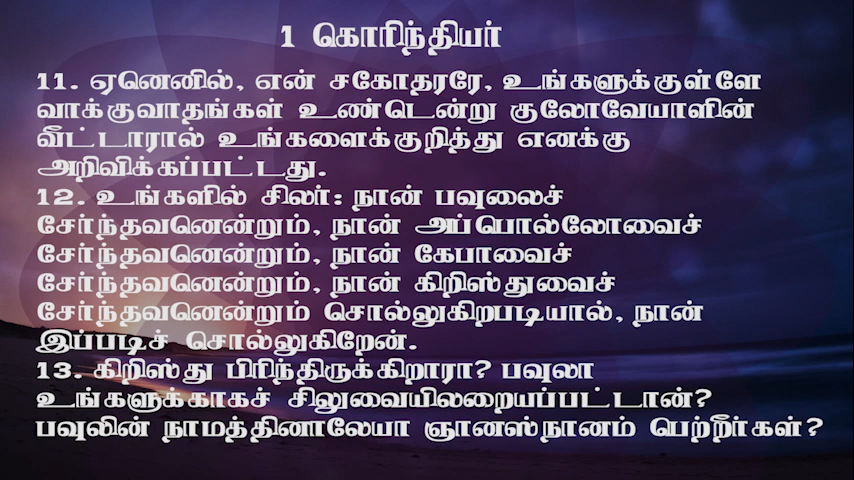 1 கொரிந்தியர்
11. ஏனெனில், என் சகோதரரே, உங்களுக்குள்ளே
வாக்குவாதங்கள் உண்டென்று குலோவேயாளின்
வீட்டாரால் உங்களைக்குறித்து எனக்கு
அறிவிக்கப்பட்டது.
12. உங்களில் சிலர்: நான் பவுலைச்
சேர்ந்தவனென்றும், நான் அப்பொல்லோவைச்
சேர்ந்தவனென்றும், நான் கேபாவைச்
சேர்ந்தவனென்றும், நான் கிறிஸ்துவைச்
சேர்ந்தவனென்றும் சொல்லுகிறபடியால், நான்
இப்படிச் சொல்லுகிறேன்.
13. கிறிஸ்து பிரிந்திருக்கிறாரா? பவுலா
உங்களுக்காகச் சிலுவையிலறையப்பட்டான்?
பவுலின் நாமத்தினாலேயா ஞானஸ்நானம் பெற்றீர்கள்?